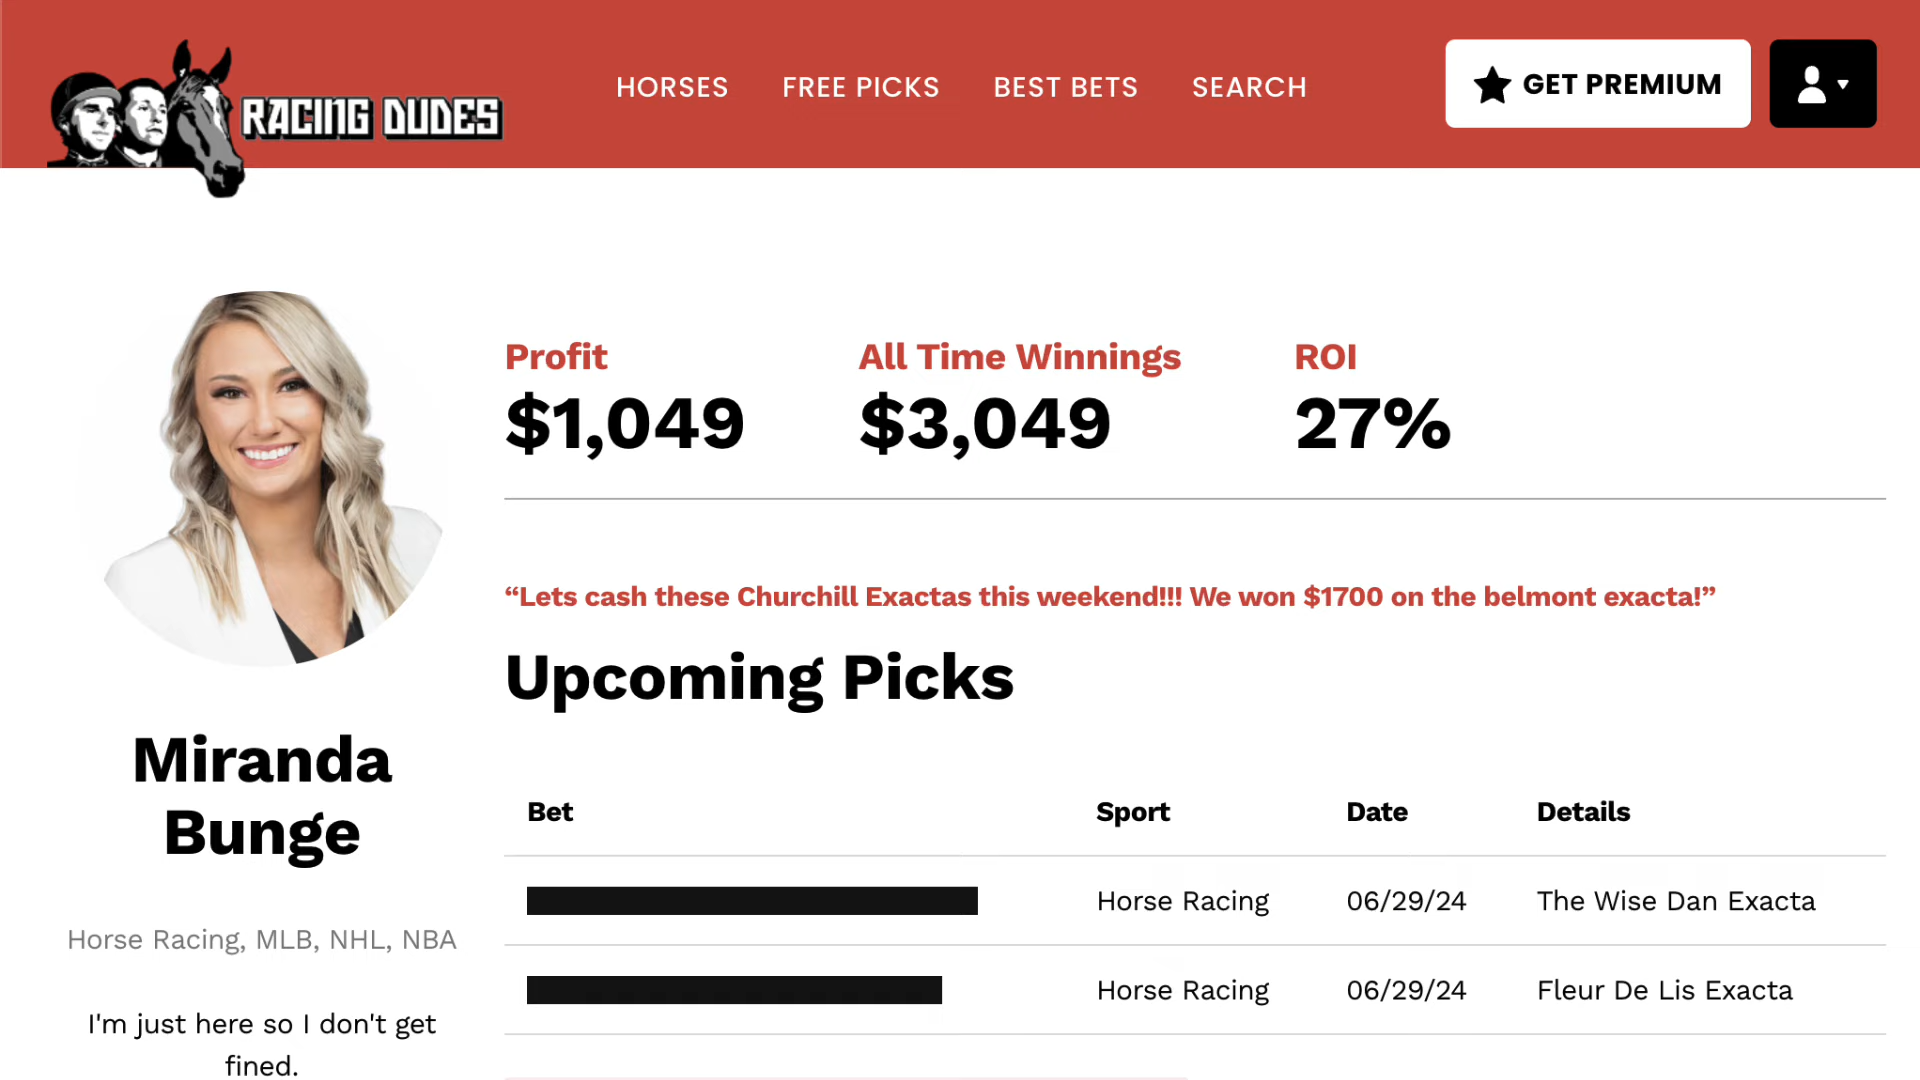 RACING DUDES
HORSES FREE PICKS BEST BETS SEARCH
GET PREMIUM
Profit All Time Winnings ROI
$1,049 $3,049 27%
“Lets cash these Churchill Exactas this weekend!!! We won $1700 on the belmont exacta!”
Upcoming Picks
Miranda
Bunge
Horse Racing, MLB, NHL, NBA
I'm just here so I don't get
fined.
Bet Sport Date Details
Horse Racing 06/29/24 The Wise Dan Exacta
Horse Racing 06/29/24 Fleur De Lis Exacta